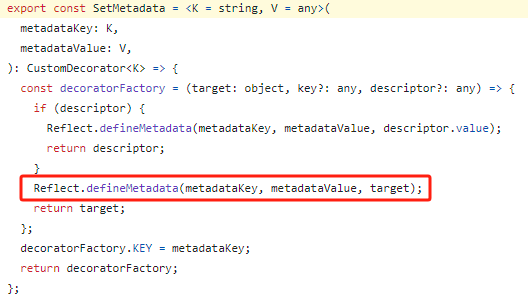 export const SetMetadata = <K = string, V = any>(
  metadataKey: K,
  metadataValue: V,
): CustomDecorator<K> => {
  const decoratorFactory = (target: object, key?: any, descriptor?: any) => {
    if (descriptor) {
      Reflect.defineMetadata(metadataKey, metadataValue, descriptor.value);
      return descriptor;
    }
    Reflect.defineMetadata(metadataKey, metadataValue, target);
    return target;
  };
  decoratorFactory.KEY = metadataKey;
  return decoratorFactory;
};